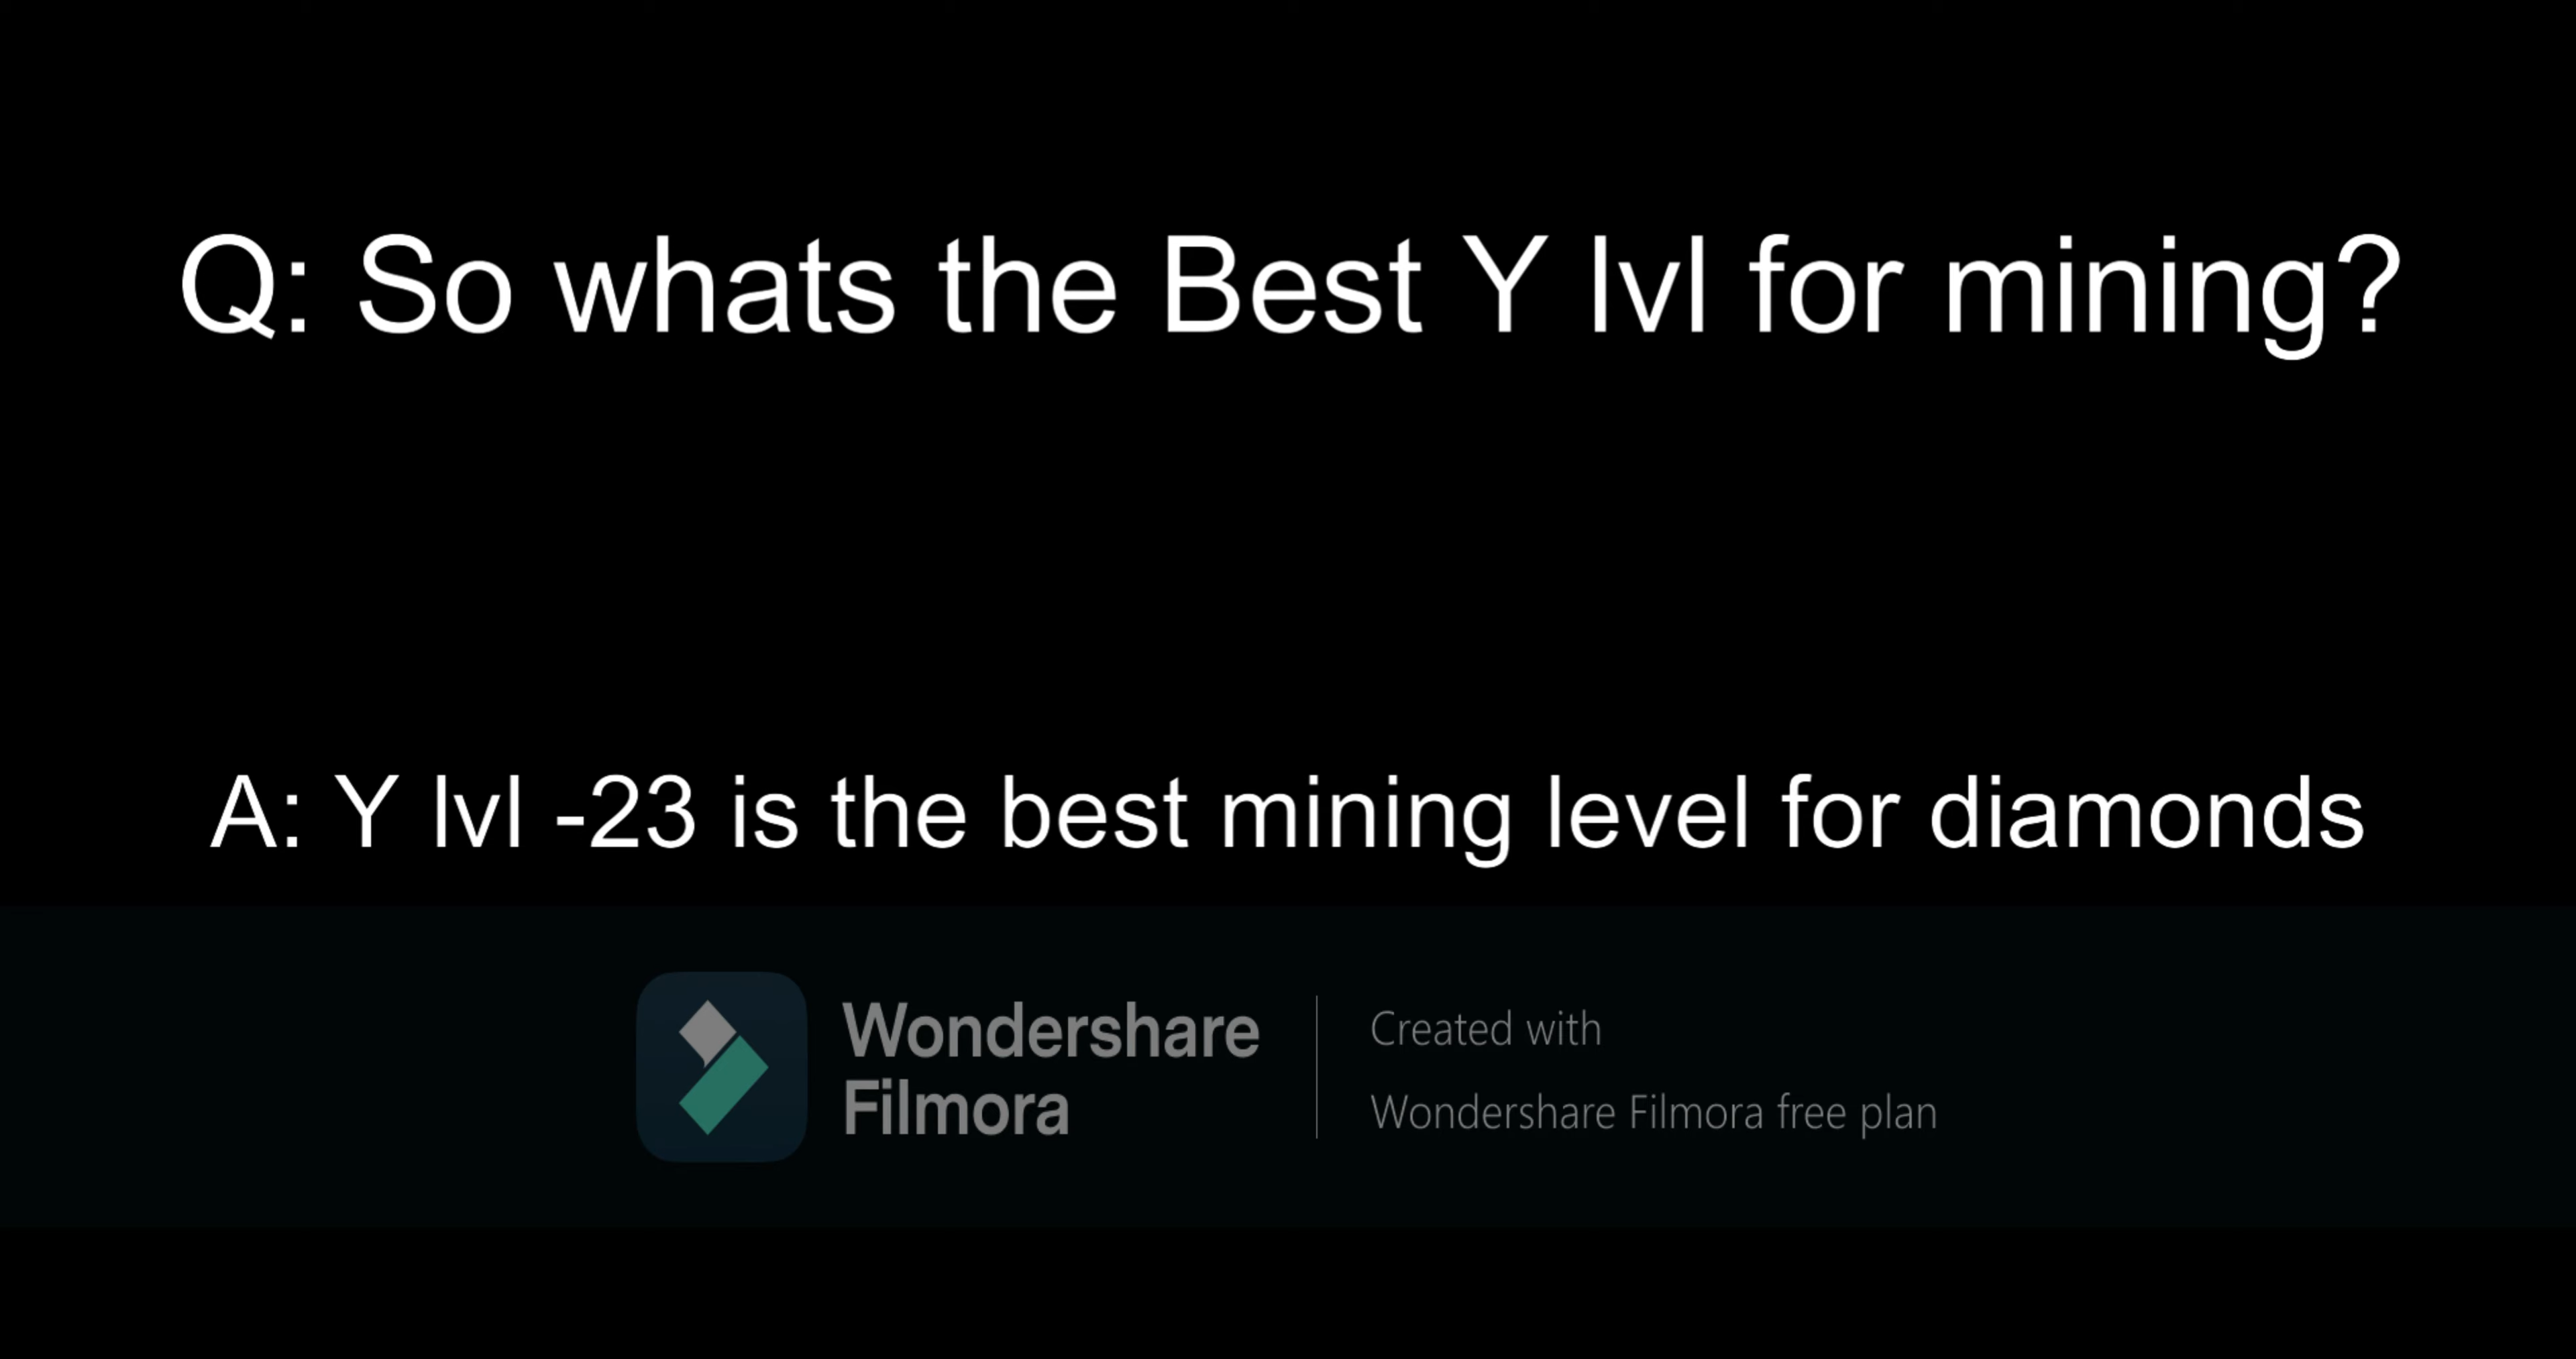 Q: So whats the Best Y lvl for mining?
A: Y lvl -23 is the best mining level for diamonds
Wondershare
Filmora
Created with
Wondershare Filmora free plan